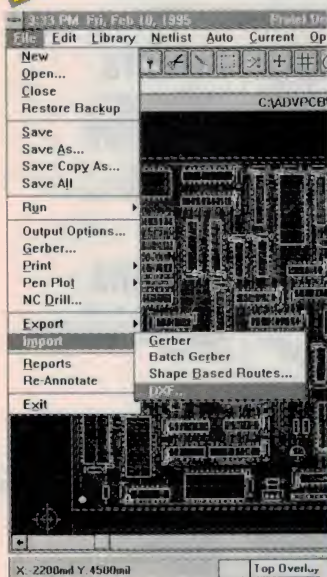 3:33 PM Fri, Feb 10, 1995 Protel
File Edit Library Netlist Auto Current
C:\ADVPCB
New
Open...
Close
Restore Backup
Save
Save As...
Save Copy As...
Save All
Run
Output Options...
Gerber...
Print
Pen Plot
NC Drill...
Export
Import
Reports
Re-Annotate
Exit
Gerber
Batch Gerber
Shape Based Routes...
DXF...
X:-2200mil Y:4500mil Top Overlay